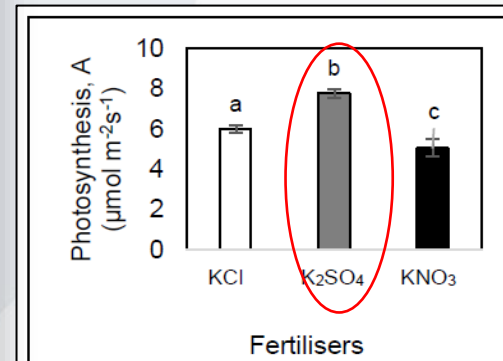 Photosynthesis, A
(µmol m⁻²s⁻¹)
10
8
6
4
2
0
a
b
c
KCl
K₂SO₄
KNO₃
Fertilisers